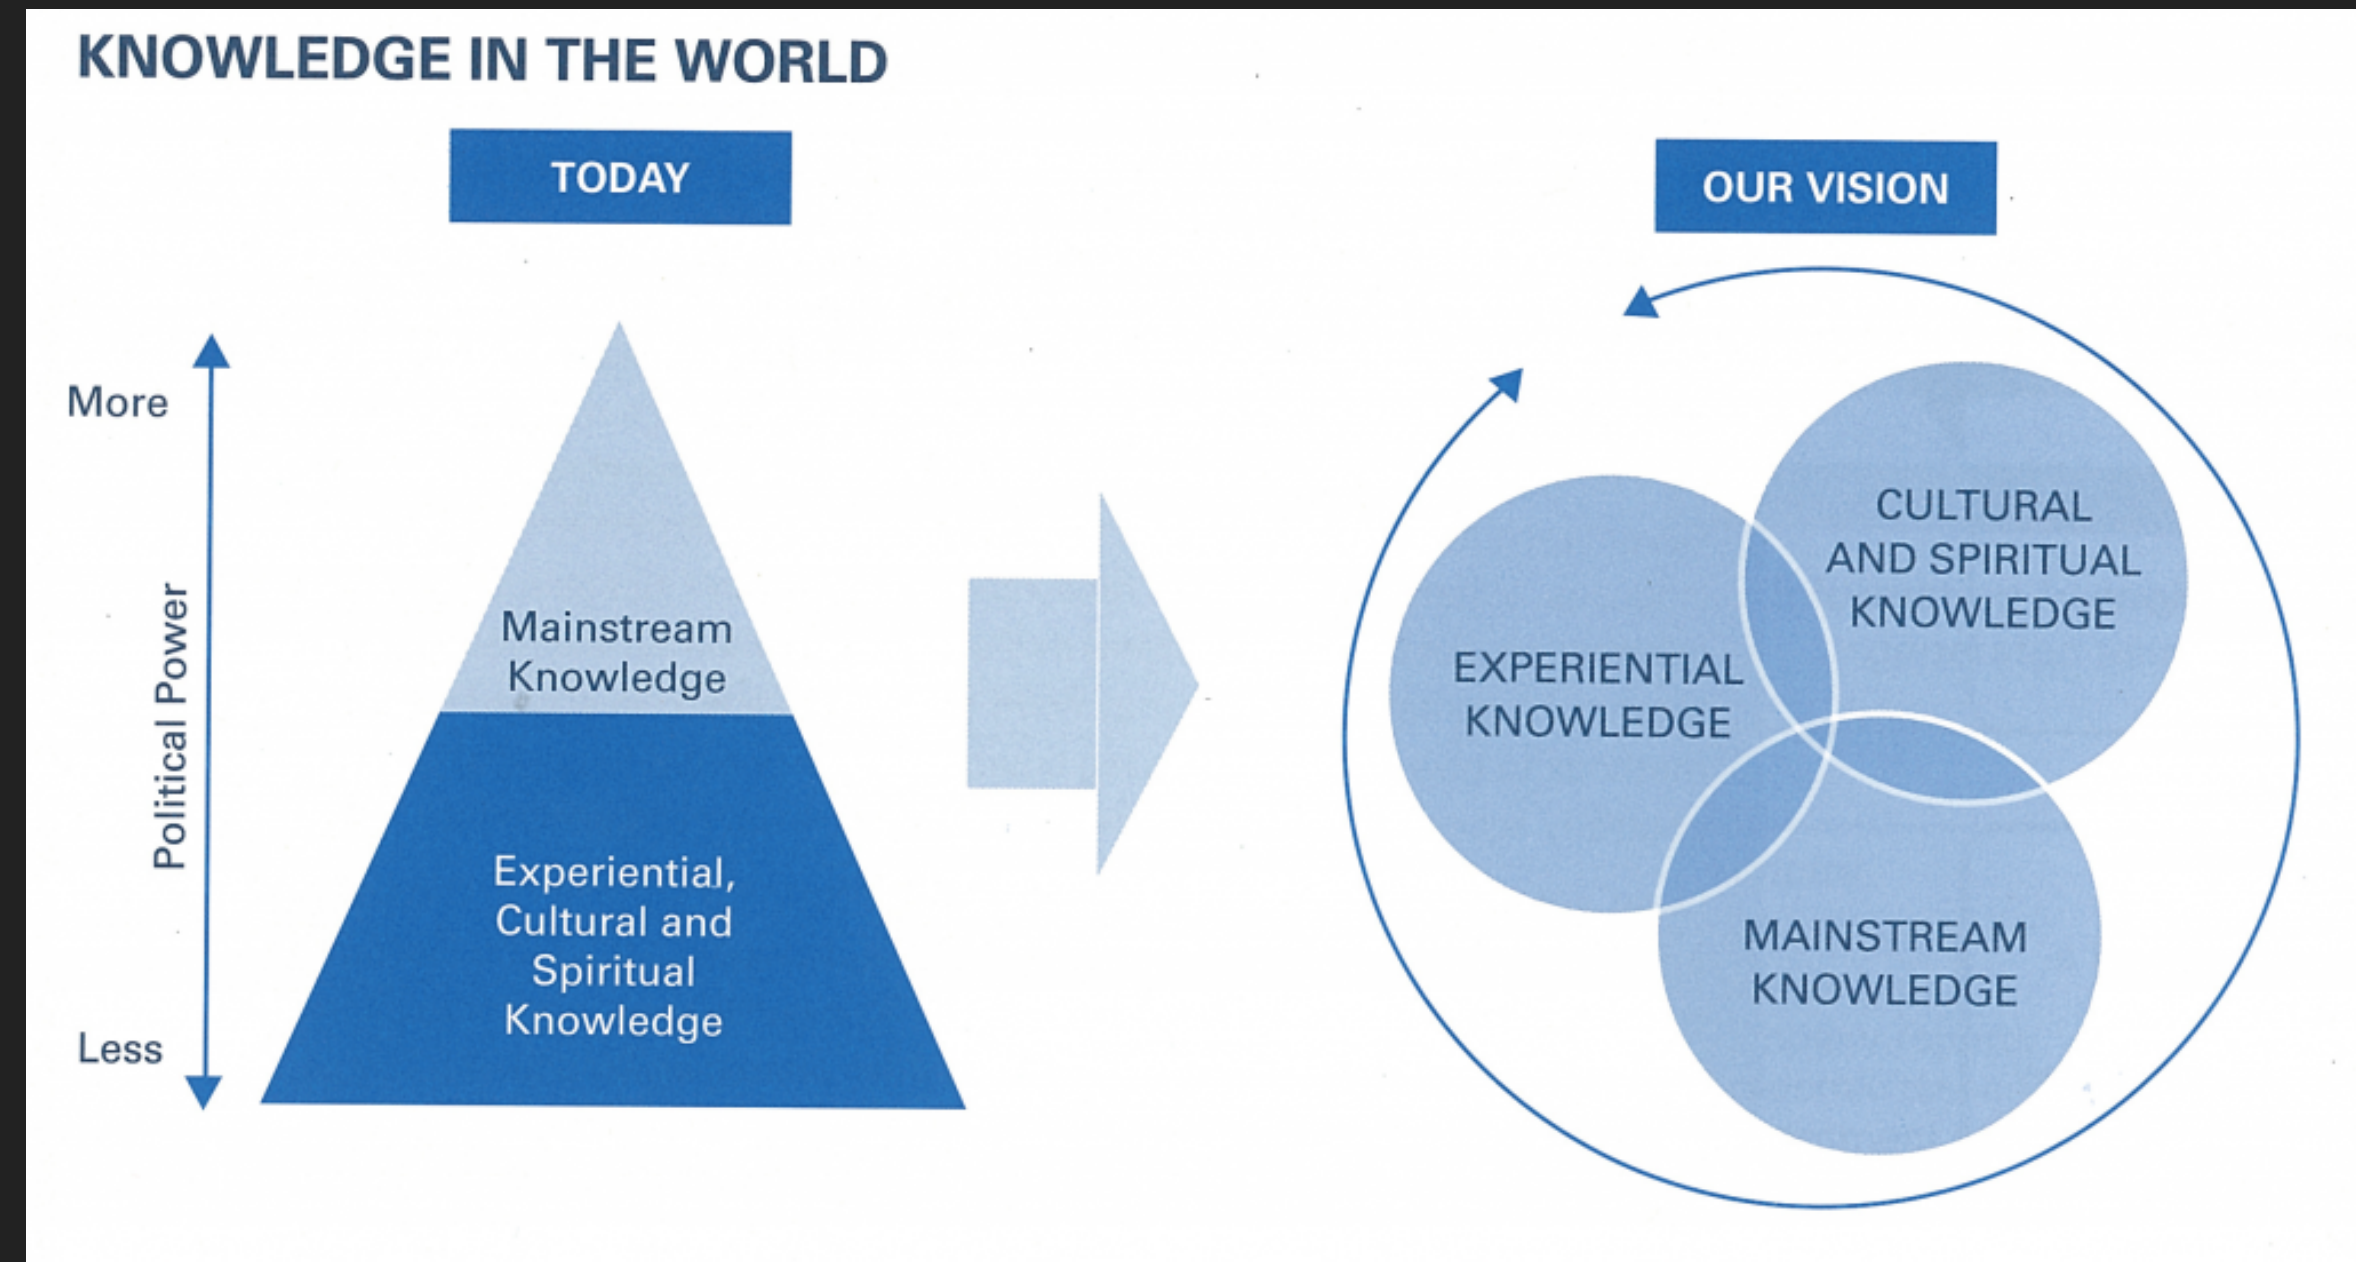 KNOWLEDGE IN THE WORLD
TODAY
More
Political Power
Less
Mainstream
Knowledge
Experiential,
Cultural and
Spiritual
Knowledge
OUR VISION
EXPERIENTIAL
KNOWLEDGE
CULTURAL
AND SPIRITUAL
KNOWLEDGE
MAINSTREAM
KNOWLEDGE